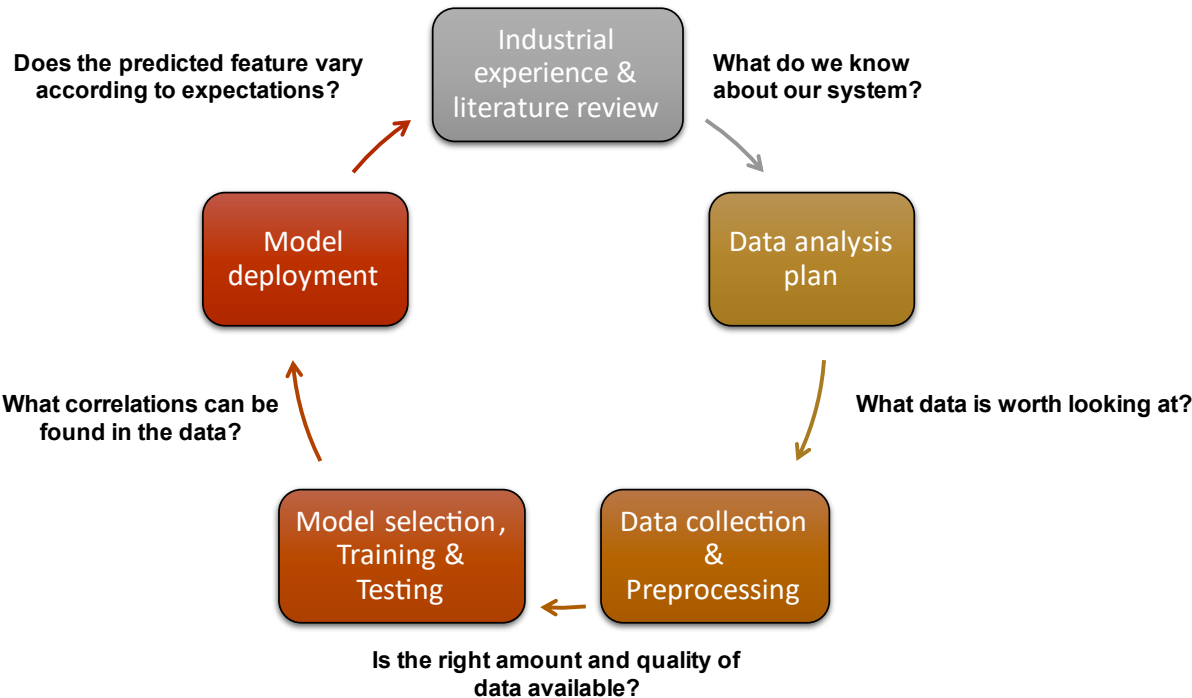 Industrial
experience &
literature review
What do we know
about our system?
Data analysis
plan
What data is worth looking at?
Data collection
&
Preprocessing
Is the right amount and quality of
data available?
Model selection,
Training &
Testing
What correlations can be
found in the data?
Model
deployment
Does the predicted feature vary
according to expectations?